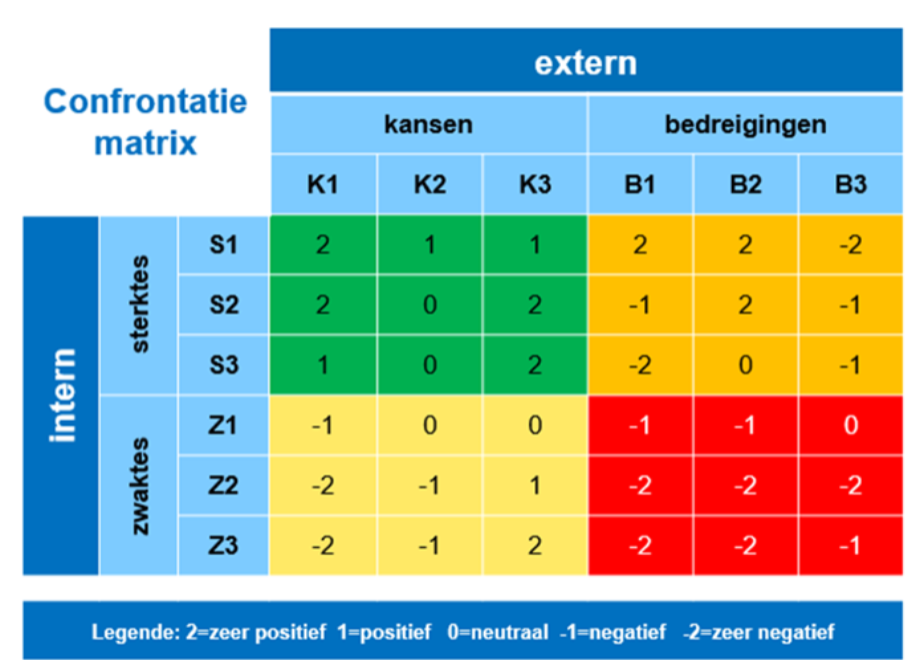 extern
Confrontatie
matrix
kansen bedreigingen
K1 K2 K3 B1 B2 B3
intern
sterktes
S1 2 1 1 2 2 -2
S2 2 0 2 -1 2 -1
S3 1 0 2 -2 0 -1
zwaktes
Z1 -1 0 0 -1 -1 0
Z2 -2 -1 1 -2 -2 -2
Z3 -2 -1 2 -2 -2 -1
Legende: 2=zeer positief 1=positief 0=neutraal -1=negatief -2=zeer negatief